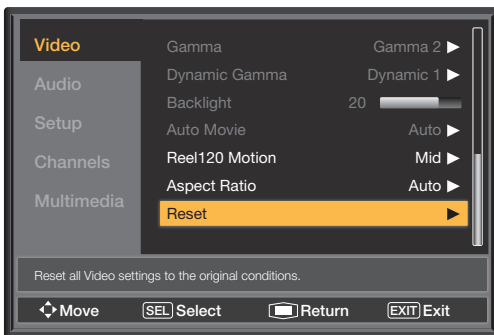 Video
Audio
Setup
Channels
Multimedia
Gamma Gamma 2
Dynamic Gamma Dynamic 1
Backlight 20
Auto Movie Auto
Reel120 Motion Mid
Aspect Ratio Auto
Reset
Reset all Video settings to the original conditions.
Move SEL Select Return EXIT Exit